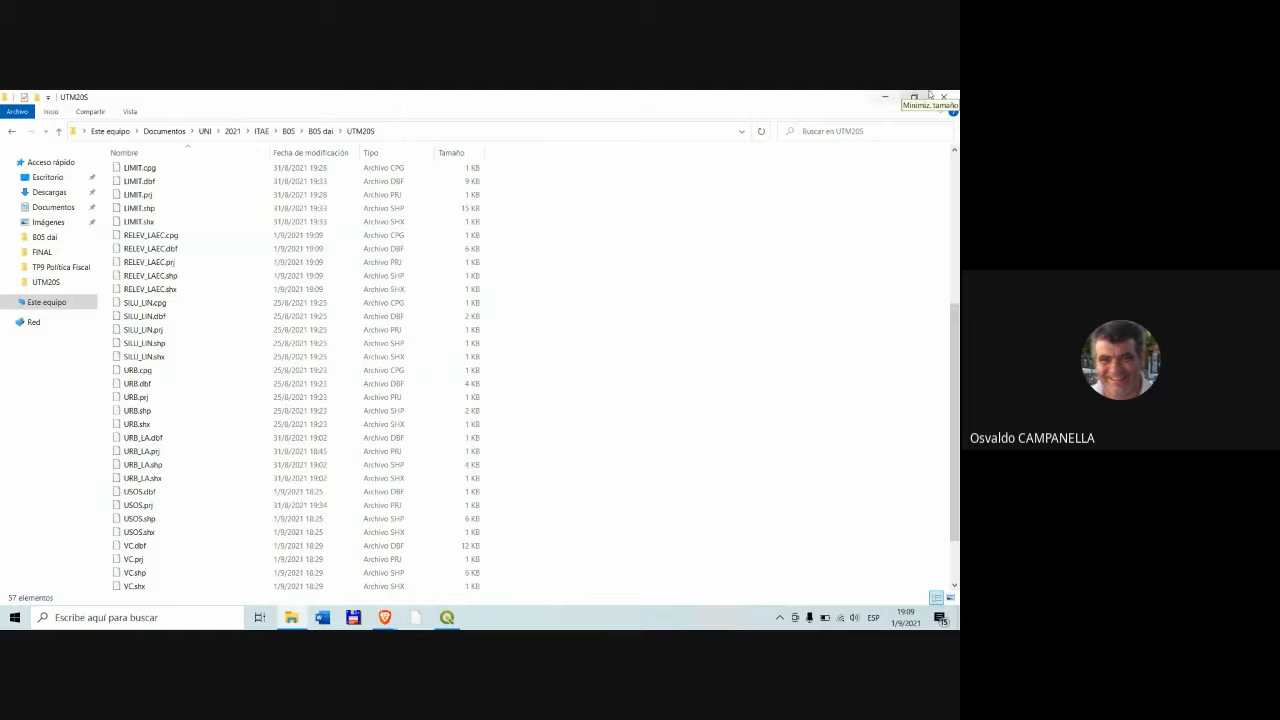 UTM20S
Minimiz. tamaño
Archivo Inicio Compartir Vista
Este equipo > Documentos > UNI > 2021 > ITAE > B05 > B05 dai > UTM20S
Buscar en UTM20S
Acceso rápido
Escritorio
Descargas
Documentos
Imágenes
B05 dai
FINAL
TP9 Política Fiscal
UTM20S
Este equipo
Red
Nombre Fecha de modificación Tipo Tamaño
LIMIT.cpg 31/8/2021 19:28 Archivo CPG 1 KB
LIMIT.dbf 31/8/2021 19:33 Archivo DBF 9 KB
LIMIT.prj 31/8/2021 19:28 Archivo PRJ 1 KB
LIMIT.shp 31/8/2021 19:33 Archivo SHP 15 KB
LIMIT.shx 31/8/2021 19:33 Archivo SHX 1 KB
RELEV_LAEC.cpg 1/9/2021 19:09 Archivo CPG 1 KB
RELEV_LAEC.dbf 1/9/2021 19:09 Archivo DBF 6 KB
RELEV_LAEC.prj 1/9/2021 19:09 Archivo PRJ 1 KB
RELEV_LAEC.shp 1/9/2021 19:09 Archivo SHP 1 KB
RELEV_LAEC.shx 1/9/2021 19:09 Archivo SHX 1 KB
SILU_LIN.cpg 25/8/2021 19:25 Archivo CPG 1 KB
SILU_LIN.dbf 25/8/2021 19:25 Archivo DBF 2 KB
SILU_LIN.prj 25/8/2021 19:25 Archivo PRJ 1 KB
SILU_LIN.shp 25/8/2021 19:25 Archivo SHP 1 KB
SILU_LIN.shx 25/8/2021 19:25 Archivo SHX 1 KB
URB.cpg 25/8/2021 19:23 Archivo CPG 1 KB
URB.dbf 25/8/2021 19:23 Archivo DBF 4 KB
URB.prj 25/8/2021 19:23 Archivo PRJ 1 KB
URB.shp 25/8/2021 19:23 Archivo SHP 2 KB
URB.shx 25/8/2021 19:23 Archivo SHX 1 KB
URB_LA.dbf 31/8/2021 19:02 Archivo DBF 1 KB
URB_LA.prj 31/8/2021 18:45 Archivo PRJ 1 KB
URB_LA.shp 31/8/2021 19:02 Archivo SHP 4 KB
URB_LA.shx 31/8/2021 19:02 Archivo SHX 1 KB
USOS.dbf 1/9/2021 18:25 Archivo DBF 1 KB
USOS.prj 31/8/2021 19:34 Archivo PRJ 1 KB
USOS.shp 1/9/2021 18:25 Archivo SHP 6 KB
USOS.shx 1/9/2021 18:25 Archivo SHX 1 KB
VC.dbf 1/9/2021 18:29 Archivo DBF 12 KB
VC.prj 1/9/2021 18:29 Archivo PRJ 1 KB
VC.shp 1/9/2021 18:29 Archivo SHP 6 KB
VC.shx 1/9/2021 18:29 Archivo SHX 1 KB
57 elementos
Escribe aquí para buscar
ESP
19:09
1/9/2021
15
Osvaldo CAMPANELLA